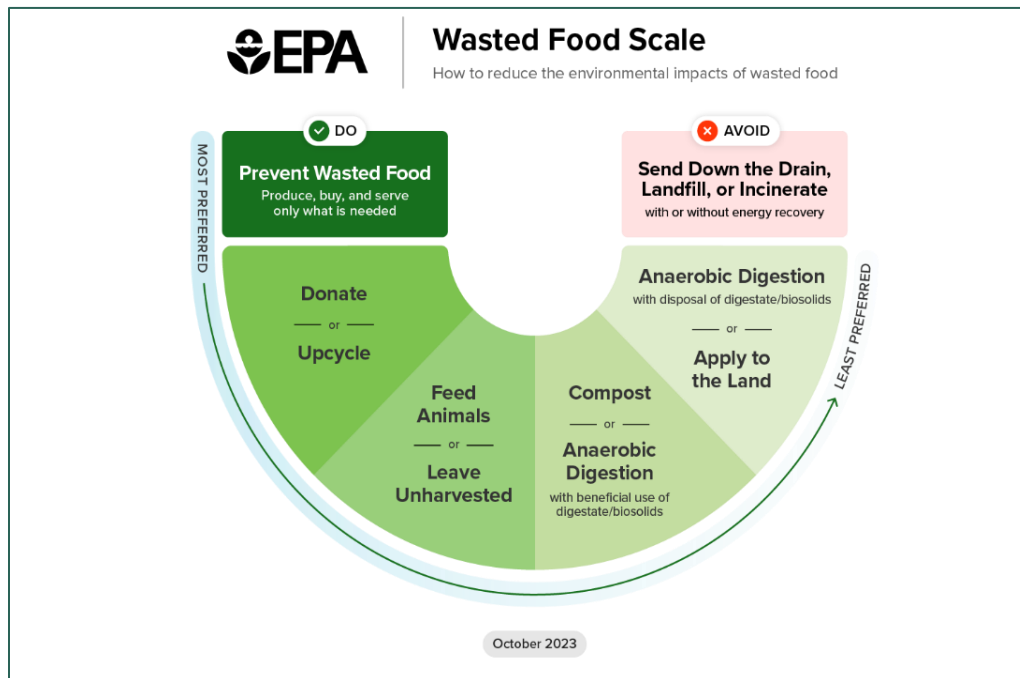 EPA
Wasted Food Scale
How to reduce the environmental impacts of wasted food
DO
Prevent Wasted Food
Produce, buy, and serve
only what is needed
AVOID
Send Down the Drain,
Landfill, or Incinerate
with or without energy recovery
MOST PREFERRED
Donate
or
Upcycle
Feed
Animals
or
Leave
Unharvested
Compost
or
Anaerobic
Digestion
with beneficial use of
digestate/biosolids
Anaerobic Digestion
with disposal of digestate/biosolids
or
Apply to
the Land
LEAST PREFERRED
October 2023